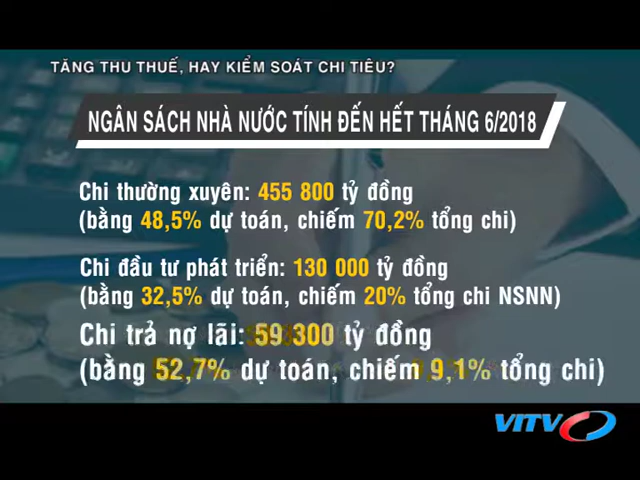 TĂNG THU THUẾ, HAY KIỂM SOÁT CHI TIÊU?
NGÂN SÁCH NHÀ NƯỚC TÍNH ĐẾN HẾT THÁNG 6/2018
Chi thường xuyên: 455 800 tỷ đồng
(bằng 48,5% dự toán, chiếm 70,2% tổng chi)
Chi đầu tư phát triển: 130 000 tỷ đồng
(bằng 32,5% dự toán, chiếm 20% tổng chi NSNN)
Chi trả nợ lãi: 59 300 tỷ đồng
(bằng 52,7% dự toán, chiếm 9,1% tổng chi)
VITV